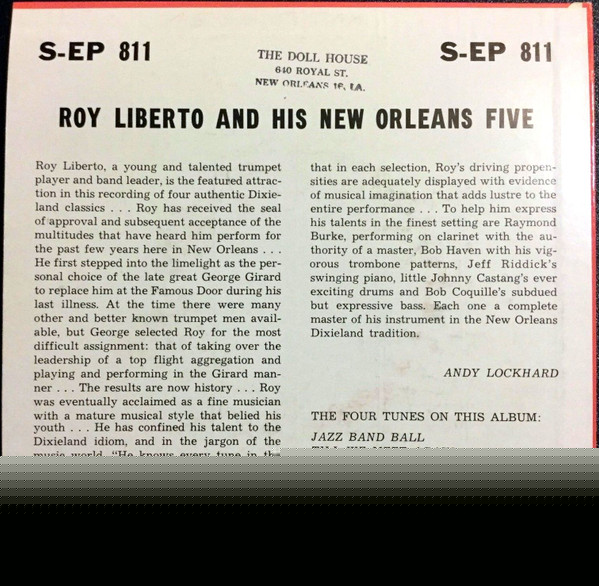 S-EP 811
THE DOLL HOUSE
640 ROYAL ST.
NEW ORLEANS 16, LA.
S-EP 811
ROY LIBERTO AND HIS NEW ORLEANS FIVE
Roy Liberto, a young and talented trumpet
player and band leader, is the featured attrac-
tion in this recording of four authentic Dixie-
land classics . . . Roy has received the seal
of approval and subsequent acceptance of the
multitudes that have heard him perform for
the past few years here in New Orleans . . .
He first stepped into the limelight as the per-
sonal choice of the late great George Girard
to replace him at the Famous Door during his
last illness. At the time there were many
other and better known trumpet men avail-
able, but George selected Roy for the most
difficult assignment: that of taking over the
leadership of a top flight aggregation and
playing and performing in the Girard man-
ner . . . The results are now history . . . Roy
was eventually acclaimed as a fine musician
with a mature musical style that belied his
youth . . . He has confined his talent to the
Dixieland idiom, and in the jargon of the
music world, "He knows every tune in the
that in each selection, Roy's driving propen-
sities are adequately displayed with evidence
of musical imagination that adds lustre to the
entire performance . . . To help him express
his talents in the finest setting are Raymond
Burke, performing on clarinet with the au-
thority of a master, Bob Haven with his vig-
orous trombone patterns, Jeff Riddick's
swinging piano, little Johnny Castang's ever
exciting drums and Bob Coquille's subdued
but expressive bass. Each one a complete
master of his instrument in the New Orleans
Dixieland tradition.
ANDY LOCKHARD
THE FOUR TUNES ON THIS ALBUM:
JAZZ BAND BALL